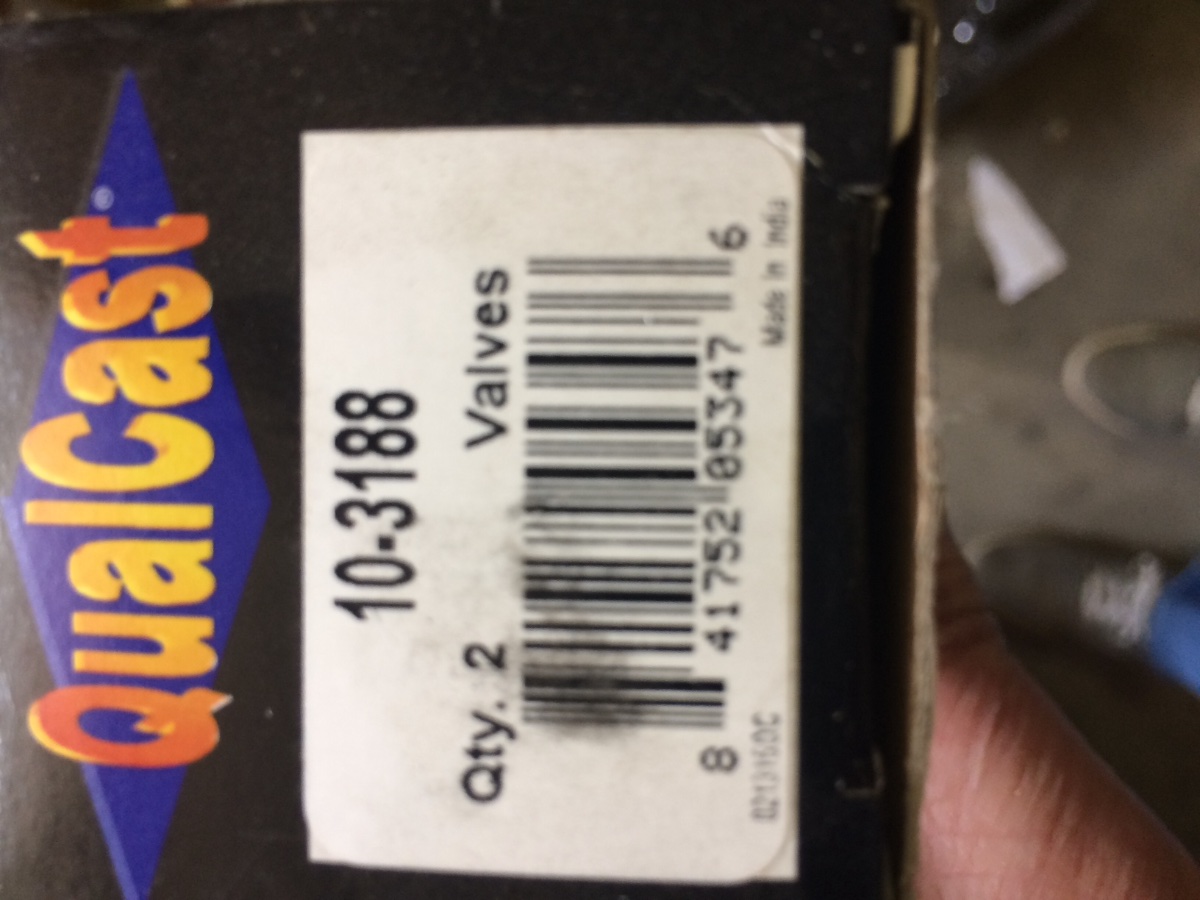 QualCast®
10-3188
Qty. 2 Valves
8 41752 05347 6
Made in India